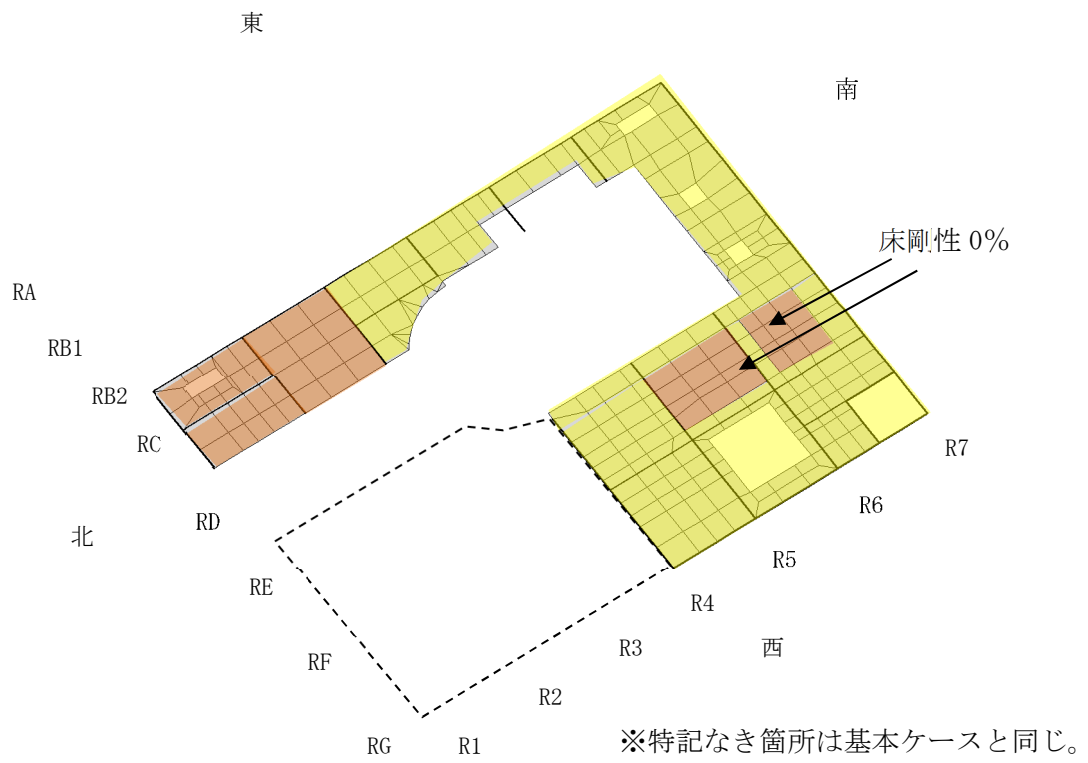 東
南
床剛性 0%
RA
RB1
RB2
RC
RD
北
RE
RF
RG
R1
R2
R3
R4
R5
R6
R7
西
※特記なき箇所は基本ケースと同じ。